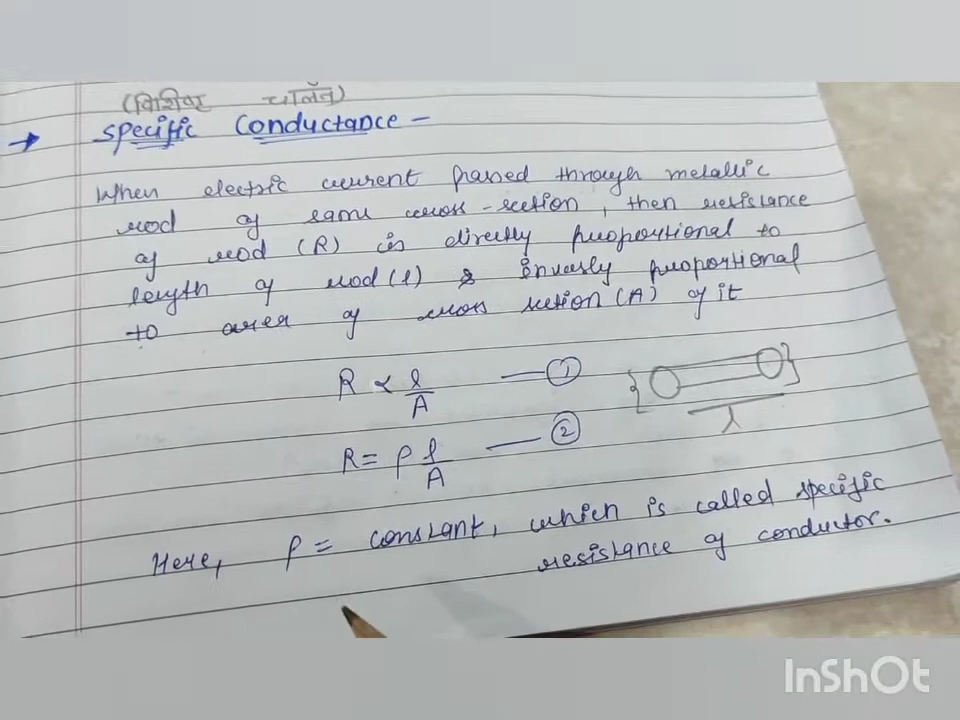 (विशिष्ट चालन)
→ Specific Conductance -
When electric current passed through metallic
rod of same cross-section, then resistance
of rod (R) is directly proportional to
length of rod (l) & inversly proportional
to area of cross section (A) of it
R ∝ l/A —①
R = ρ l/A —②
Here, ρ = constant, which is called specific
resistance of conductor.
InShOt